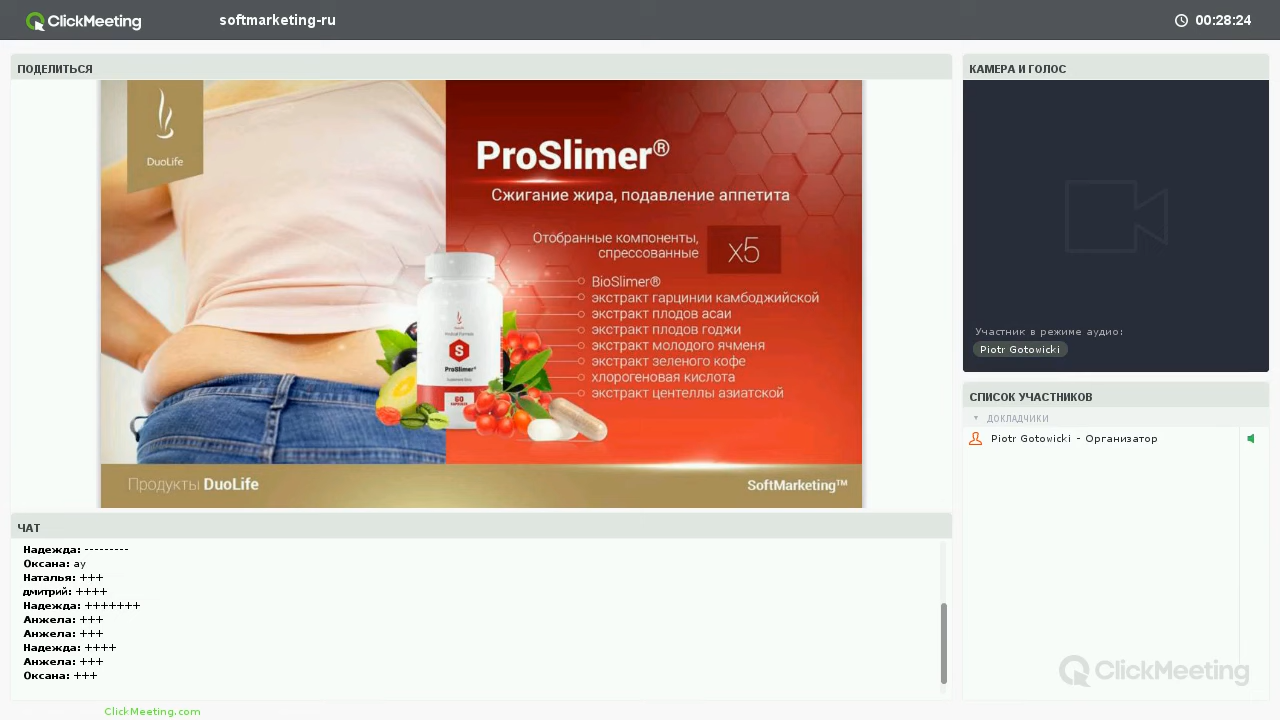 ClickMeeting
softmarketing-ru
00:28:24
ПОДЕЛИТЬСЯ
DuoLife
ProSlimer®
Сжигание жира, подавление аппетита
Отобранные компоненты,
спрессованные
x5
BioSlimer®
экстракт гарцинии камбоджийской
экстракт плодов асаи
экстракт плодов годжи
экстракт молодого ячменя
экстракт зеленого кофе
хлорогеновая кислота
экстракт центеллы азиатской
S
ProSlimer®
60
Продукты DuoLife
SoftMarketing™
КАМЕРА И ГОЛОС
Участник в режиме аудио:
Piotr Gotowicki
СПИСОК УЧАСТНИКОВ
ДОКЛАДЧИКИ
Piotr Gotowicki - Организатор
ЧАТ
Надежда: ---------
Оксана: ау
Наталья: +++
дмитрий: ++++
Надежда: +++++++
Анжела: +++
Анжела: +++
Надежда: ++++
Анжела: +++
Оксана: +++
ClickMeeting
ClickMeeting.com